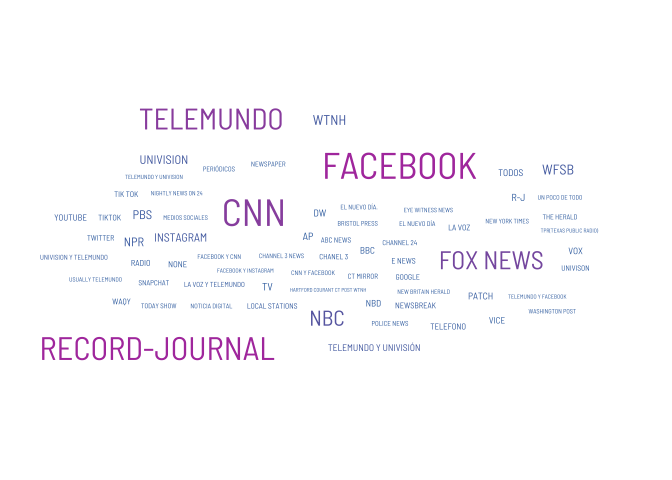 TELEMUNDO
WTNH
UNIVISION
PERIÓDICOS
NEWSPAPER
FACEBOOK
TODOS
WFSB
TELEMUNDO Y UNIVISION
TIK TOK
NIGHTLY NEWS ON 24
R-J
UN POCO DE TODO
YOUTUBE
TIKTOK
PBS
MEDIOS SOCIALES
CNN
DW
EL NUEVO DÍA.
EYE WITNESS NEWS
BRISTOL PRESS
EL NUEVO DÍA
LA VOZ
NEW YORK TIMES
THE HERALD
TPR(TEXAS PUBLIC RADIO)
TWITTER
NPR
INSTAGRAM
AP
ABC NEWS
CHANNEL 24
BBC
VOX
UNIVISION Y TELEMUNDO
RADIO
NONE
FACEBOOK Y CNN
CHANNEL 3 NEWS
CHANEL 3
E NEWS
FOX NEWS
UNIVISON
FACEBOOK Y INSTAGRAM
CNN Y FACEBOOK
CT MIRROR
GOOGLE
USUALLY TELEMUNDO
SNAPCHAT
LA VOZ Y TELEMUNDO
TV
HARTFORD COURANT CT POST WTNH
NEW BRITAIN HERALD
PATCH
TELEMUNDO Y FACEBOOK
WAQY
TODAY SHOW
NOTICIA DIGITAL
LOCAL STATIONS
NBD
NEWSBREAK
WASHINGTON POST
NBC
POLICE NEWS
TELEFONO
VICE
RECORD-JOURNAL
TELEMUNDO Y UNIVISIÓN